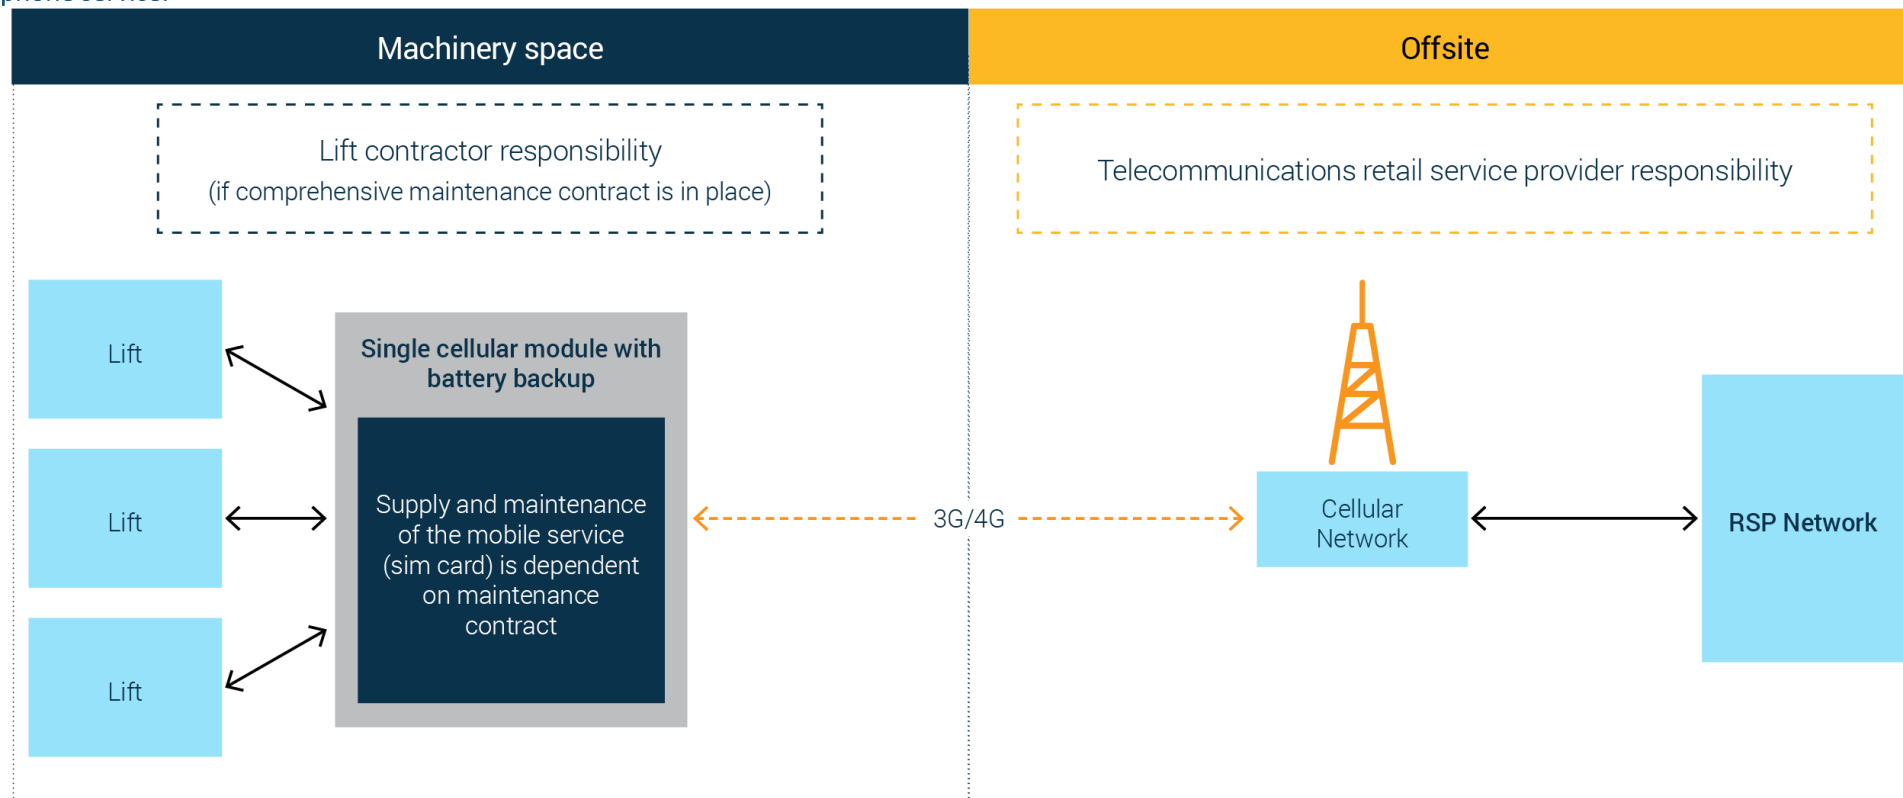 Machinery space
Offsite
Lift contractor responsibility
(if comprehensive maintenance contract is in place)
Telecommunications retail service provider responsibility
Lift
Lift
Lift
Single cellular module with
battery backup
Supply and maintenance
of the mobile service
(sim card) is dependent
on maintenance
contract
3G/4G
Cellular
Network
RSP Network